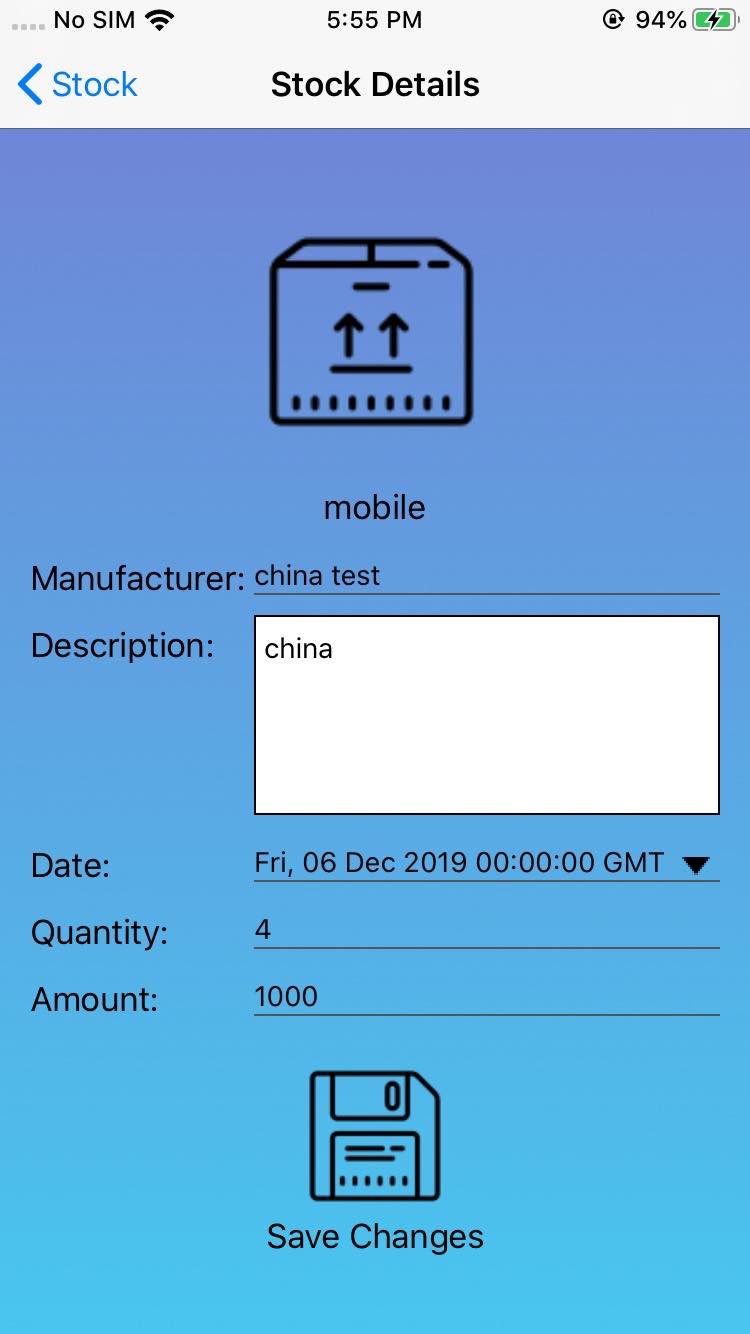 No SIM 5:55 PM 94%
Stock Stock Details
mobile
Manufacturer: china test
Description: china
Date: Fri, 06 Dec 2019 00:00:00 GMT
Quantity: 4
Amount: 1000
Save Changes